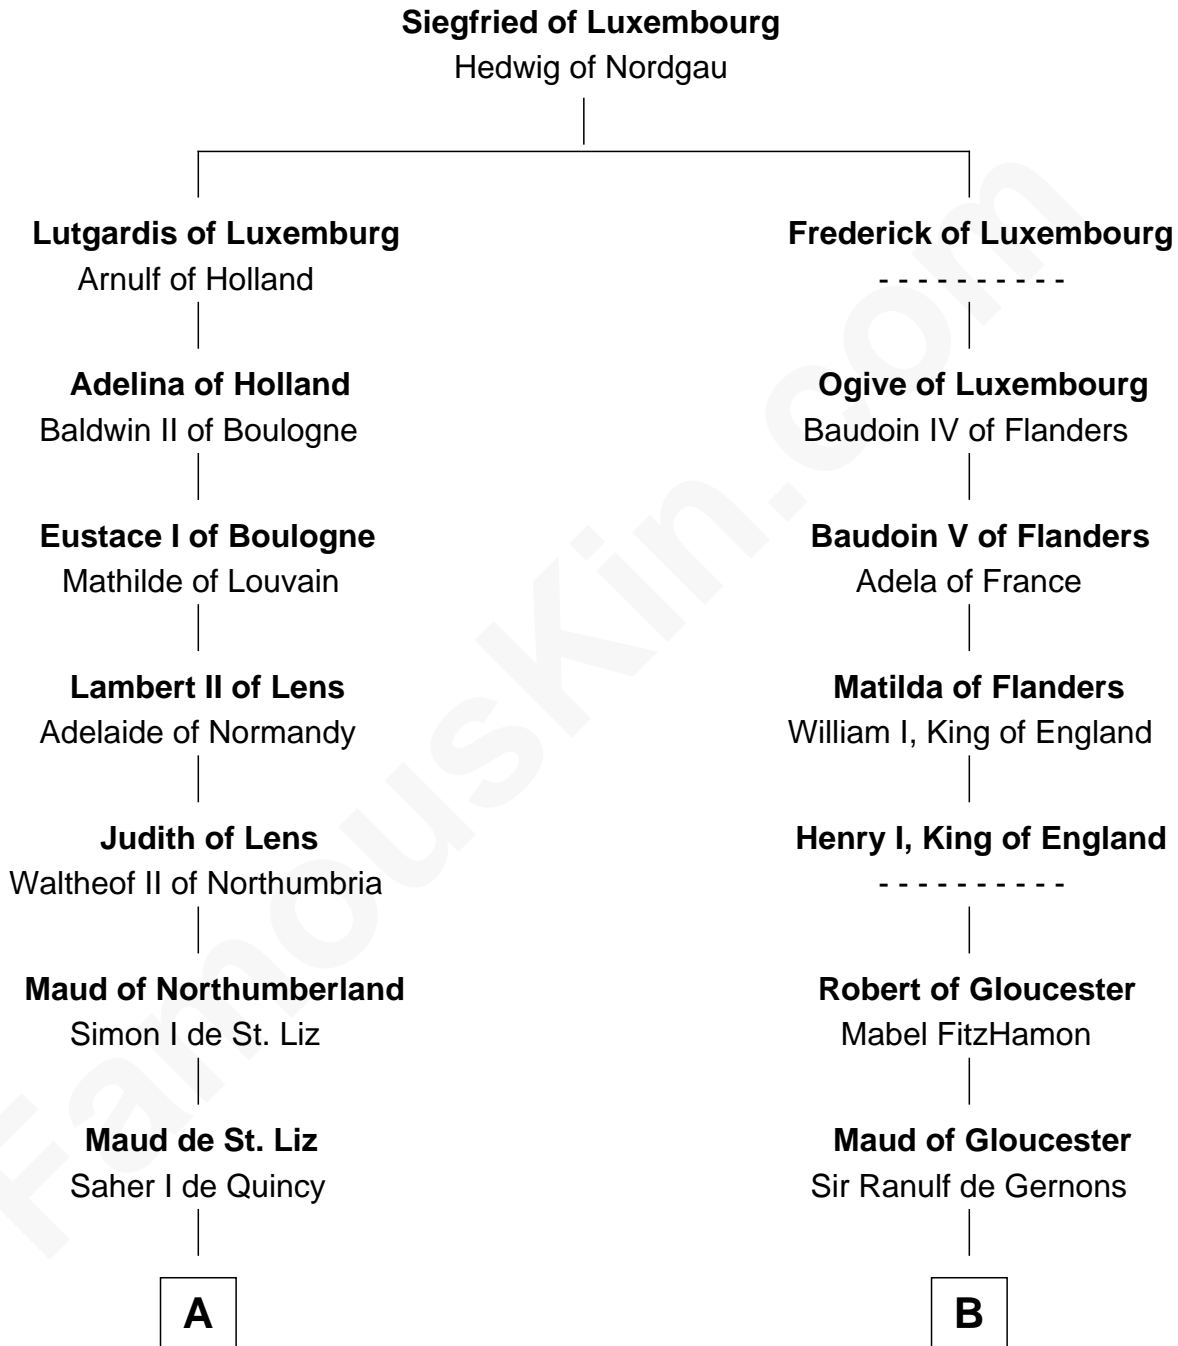 Siegfried of Luxembourg
Hedwig of Nordgau
Lutgardis of Luxemburg
Arnulf of Holland
Adelina of Holland
Baldwin II of Boulogne
Eustace I of Boulogne
Mathilde of Louvain
Lambert II of Lens
Adelaide of Normandy
Judith of Lens
Waltheof II of Northumbria
Maud of Northumberland
Simon I de St. Liz
Maud de St. Liz
Saher I de Quincy
A
Frederick of Luxembourg
- - - - - - - - - -
Ogive of Luxembourg
Baudoin IV of Flanders
Baudoin V of Flanders
Adela of France
Matilda of Flanders
William I, King of England
Henry I, King of England
- - - - - - - - - -
Robert of Gloucester
Mabel FitzHamon
Maud of Gloucester
Sir Ranulf de Gernons
B
FamousKin.com